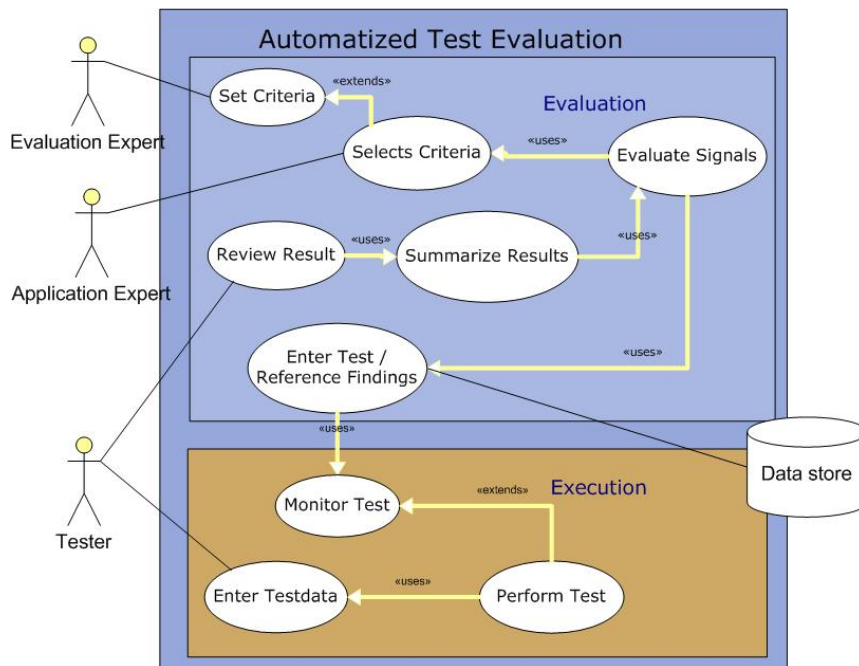 Automatized Test Evaluation
Evaluation Expert
Set Criteria
«extends»
Evaluation
Selects Criteria
«uses»
Evaluate Signals
Application Expert
Review Result
«uses»
Summarize Results
«uses»
Enter Test /
Reference Findings
«uses»
«uses»
Data store
Tester
Execution
Monitor Test
«extends»
Enter Testdata
«uses»
Perform Test